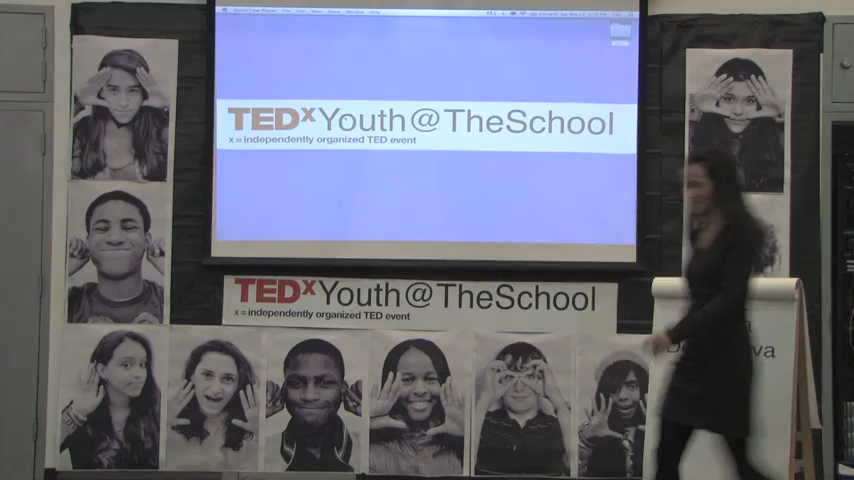 TEDxYouth@TheSchool
x = independently organized TED event
TEDxYouth@TheSchool
x = independently organized TED event